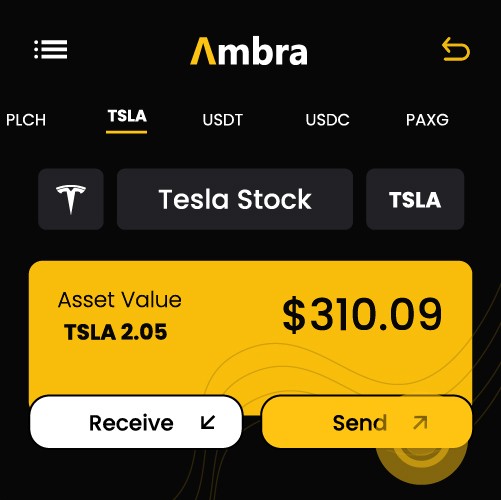 Ambra
PLCH TSLA USDT USDC PAXG
Tesla Stock TSLA
Asset Value
TSLA 2.05
$310.09
Receive Send